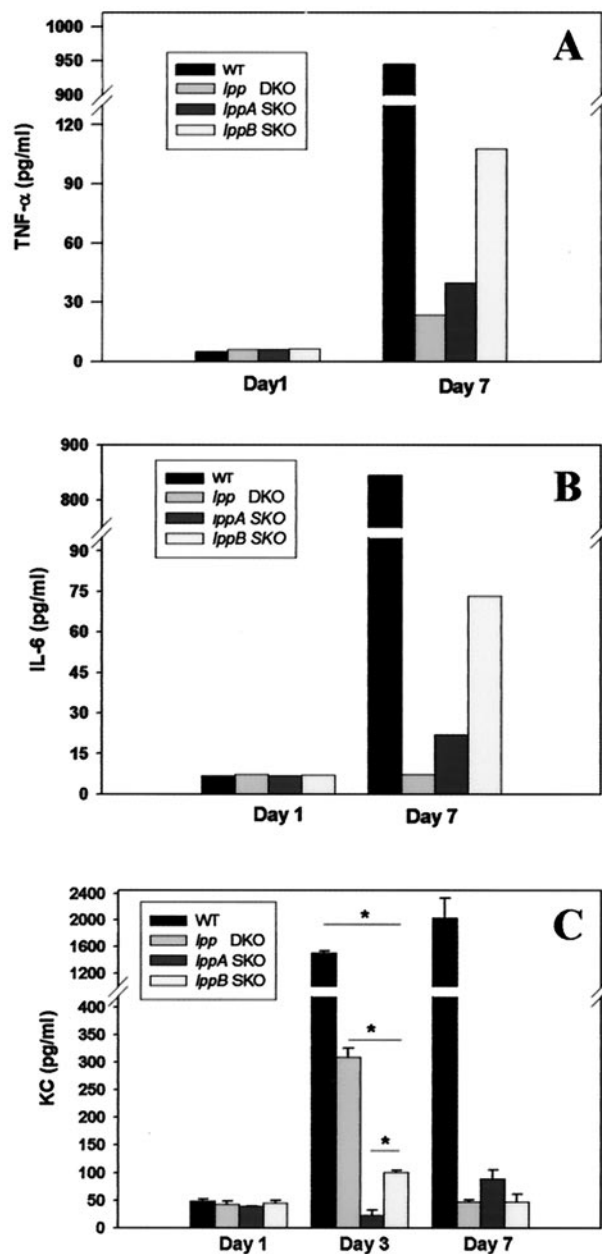 A
WT
lpp DKO
lppA SKO
lppB SKO
TNF-α (pg/ml)
950
900
120
90
60
30
0
Day1
Day 7
B
WT
lpp DKO
lppA SKO
lppB SKO
IL-6 (pg/ml)
900
800
90
75
60
45
30
15
0
Day 1
Day 7
C
WT
lpp DKO
lppA SKO
lppB SKO
KC (pg/ml)
2400
2000
1600
1200
400
350
300
250
200
150
100
50
0
*
*
*
Day 1
Day 3
Day 7